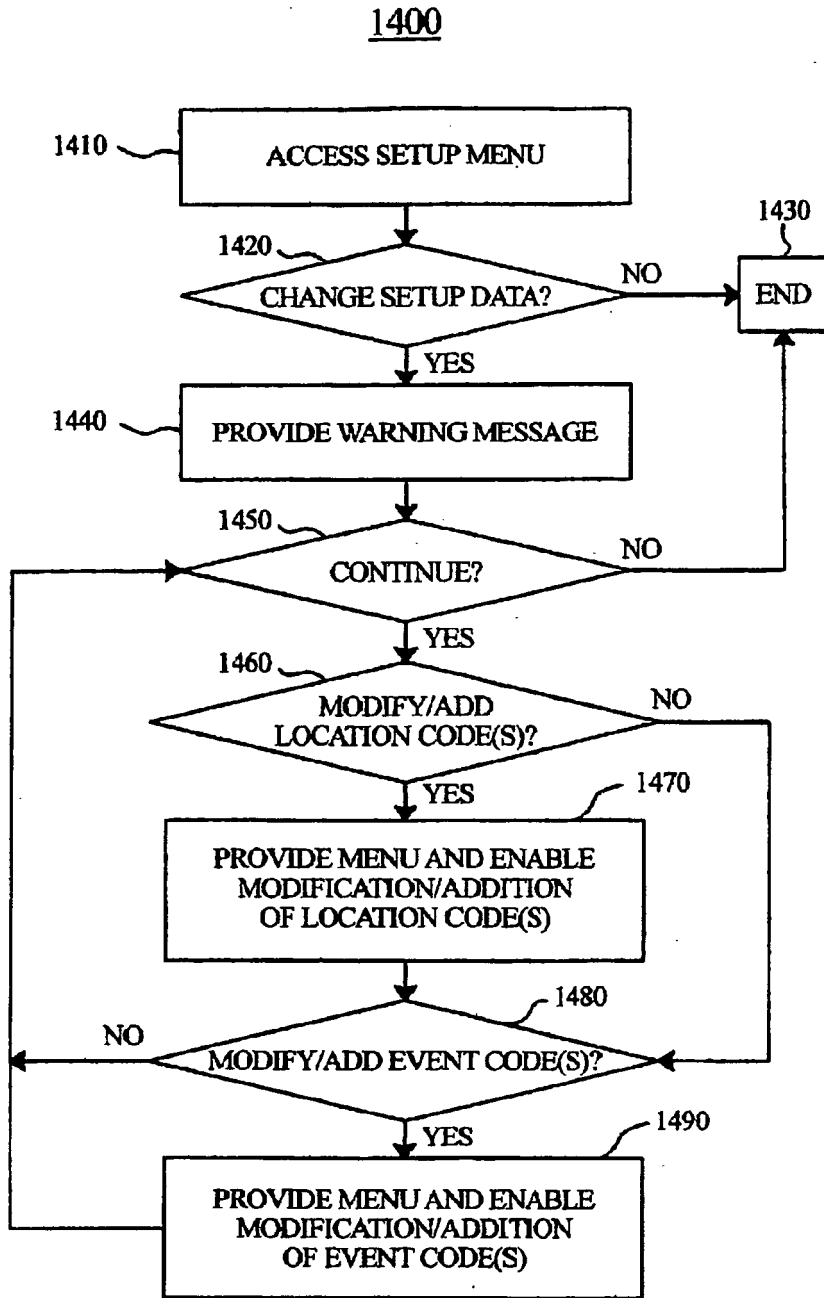 1400
1410
ACCESS SETUP MENU
1420
CHANGE SETUP DATA?
NO
1430
END
YES
1440
PROVIDE WARNING MESSAGE
1450
CONTINUE?
NO
YES
1460
MODIFY/ADD
LOCATION CODE(S)?
NO
YES
1470
PROVIDE MENU AND ENABLE
MODIFICATION/ADDITION
OF LOCATION CODE(S)
1480
NO
MODIFY/ADD EVENT CODE(S)?
YES
1490
PROVIDE MENU AND ENABLE
MODIFICATION/ADDITION
OF EVENT CODE(S)